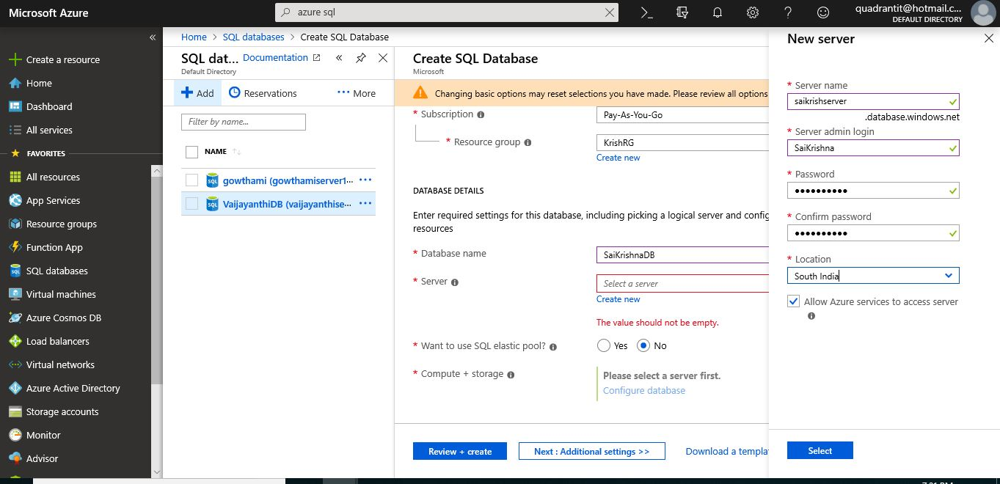 Microsoft Azure
azure sql
quadrantit@hotmail.c...
DEFAULT DIRECTORY
Create a resource
Home
Dashboard
All services
FAVORITES
All resources
App Services
Resource groups
Function App
SQL databases
Virtual machines
Azure Cosmos DB
Load balancers
Virtual networks
Azure Active Directory
Storage accounts
Monitor
Advisor
Home > SQL databases > Create SQL Database
SQL dat... Documentation
Default Directory
Add Reservations ··· More
Filter by name...
NAME
gowthami (gowthamiserver1... ···
VaijayanthiDB (vaijayanthise... ···
Create SQL Database
Microsoft
Changing basic options may reset selections you have made. Please review all options
* Subscription Pay-As-You-Go
* Resource group KrishRG
Create new
DATABASE DETAILS
Enter required settings for this database, including picking a logical server and config
resources
* Database name SaiKrishnaDB
* Server Select a server
Create new
The value should not be empty.
* Want to use SQL elastic pool? Yes No
* Compute + storage Please select a server first.
Configure database
Review + create Next : Additional settings >> Download a templat
New server
* Server name
saikrishserver
.database.windows.net
* Server admin login
SaiKrishna
* Password
••••••••••
* Confirm password
••••••••••
* Location
South India
Allow Azure services to access server
Select